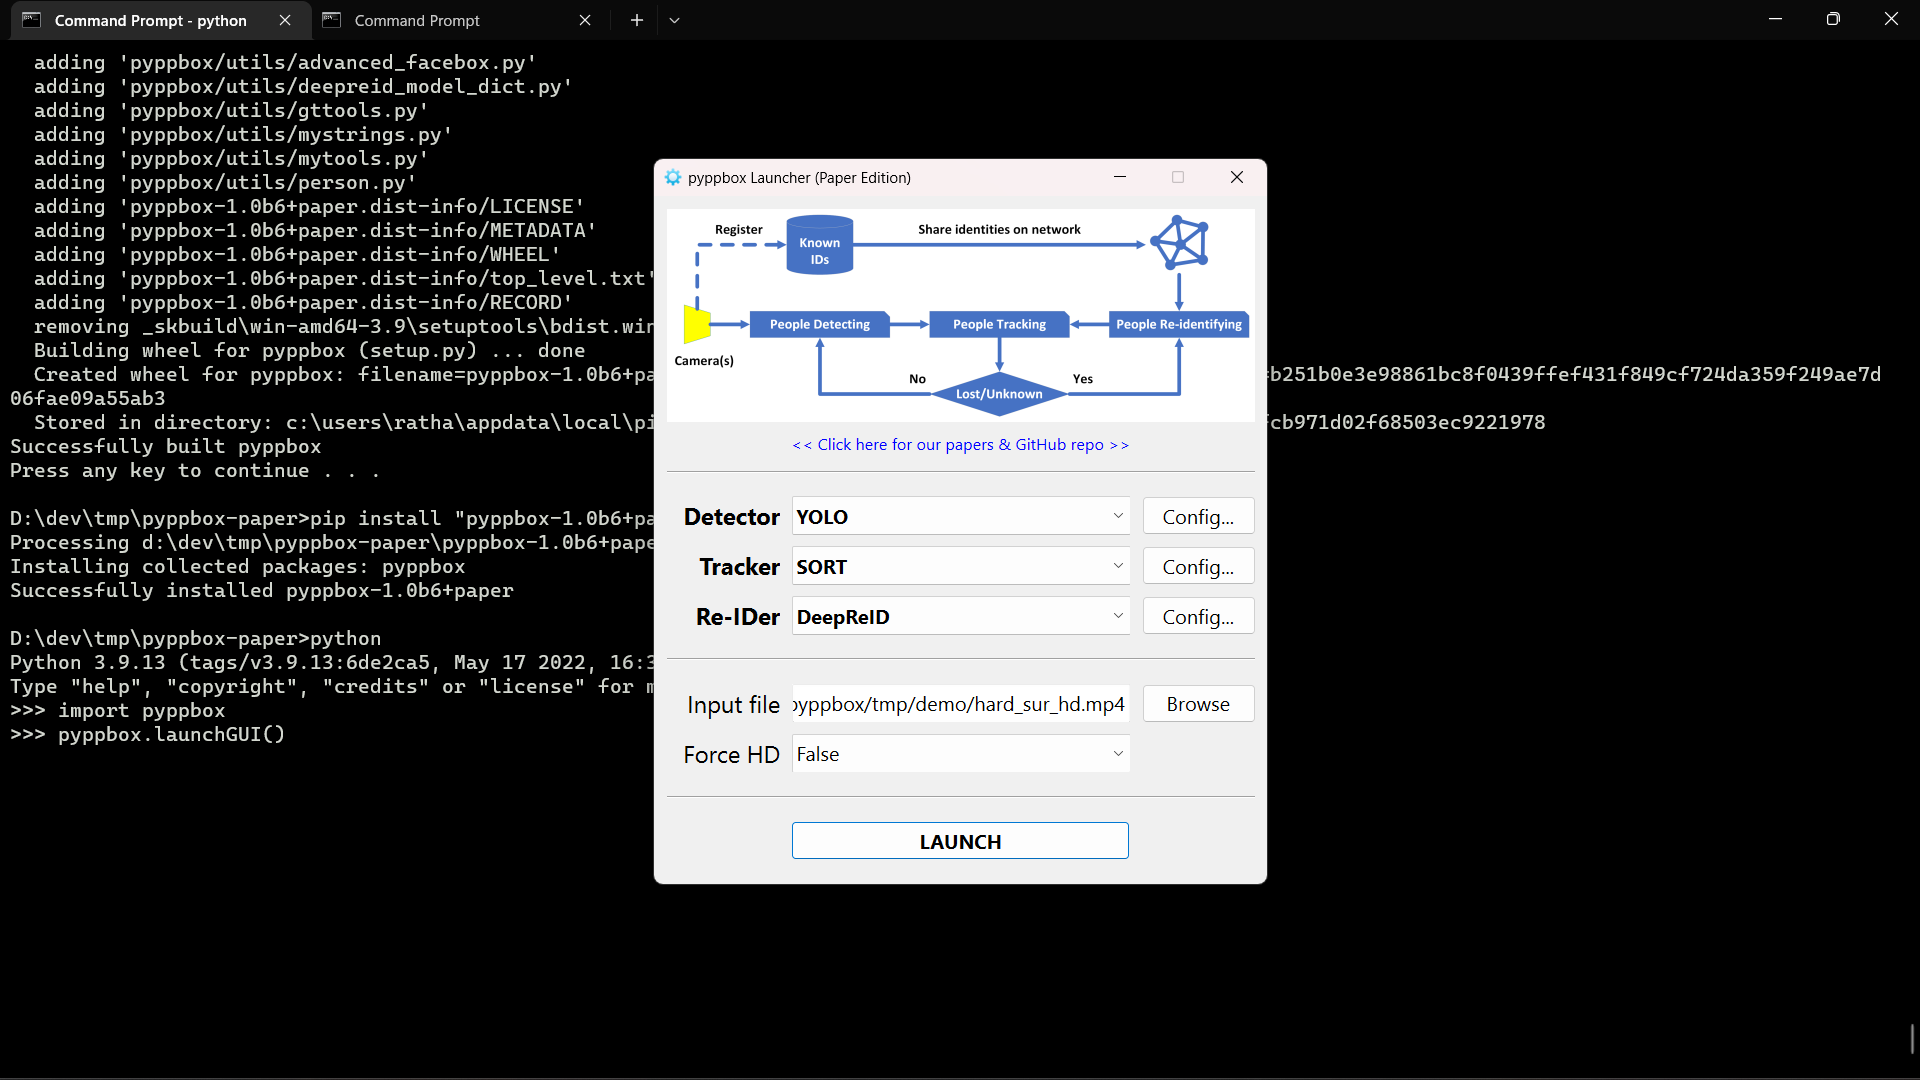 Command Prompt - python
Command Prompt
adding 'pyppbox/utils/advanced_facebox.py'
adding 'pyppbox/utils/deepreid_model_dict.py'
adding 'pyppbox/utils/gttools.py'
adding 'pyppbox/utils/mystrings.py'
adding 'pyppbox/utils/mytools.py'
adding 'pyppbox/utils/person.py'
adding 'pyppbox-1.0b6+paper.dist-info/LICENSE'
adding 'pyppbox-1.0b6+paper.dist-info/METADATA'
adding 'pyppbox-1.0b6+paper.dist-info/WHEEL'
adding 'pyppbox-1.0b6+paper.dist-info/top_level.txt'
adding 'pyppbox-1.0b6+paper.dist-info/RECORD'
removing _skbuild\win-amd64-3.9\setuptools\bdist.win
Building wheel for pyppbox (setup.py) ... done
Created wheel for pyppbox: filename=pyppbox-1.0b6+pa b251b0e3e98861bc8f0439ffef431f849cf724da359f249ae7d
06fae09a55ab3
Stored in directory: c:\users\ratha\appdata\local\pi cb971d02f68503ec9221978
Successfully built pyppbox
Press any key to continue . . .
D:\dev\tmp\pyppbox-paper>pip install "pyppbox-1.0b6+pa
Processing d:\dev\tmp\pyppbox-paper\pyppbox-1.0b6+pape
Installing collected packages: pyppbox
Successfully installed pyppbox-1.0b6+paper
D:\dev\tmp\pyppbox-paper>python
Python 3.9.13 (tags/v3.9.13:6de2ca5, May 17 2022, 16:3
Type "help", "copyright", "credits" or "license" for m
>>> import pyppbox
>>> pyppbox.launchGUI()
pyppbox Launcher (Paper Edition)
Register
Share identities on network
Known
IDs
People Detecting
People Tracking
People Re-identifying
Camera(s)
No
Yes
Lost/Unknown
<< Click here for our papers & GitHub repo >>
Detector YOLO Config...
Tracker SORT Config...
Re-IDer DeepReID Config...
Input file pyppbox/tmp/demo/hard_sur_hd.mp4 Browse
Force HD False
LAUNCH